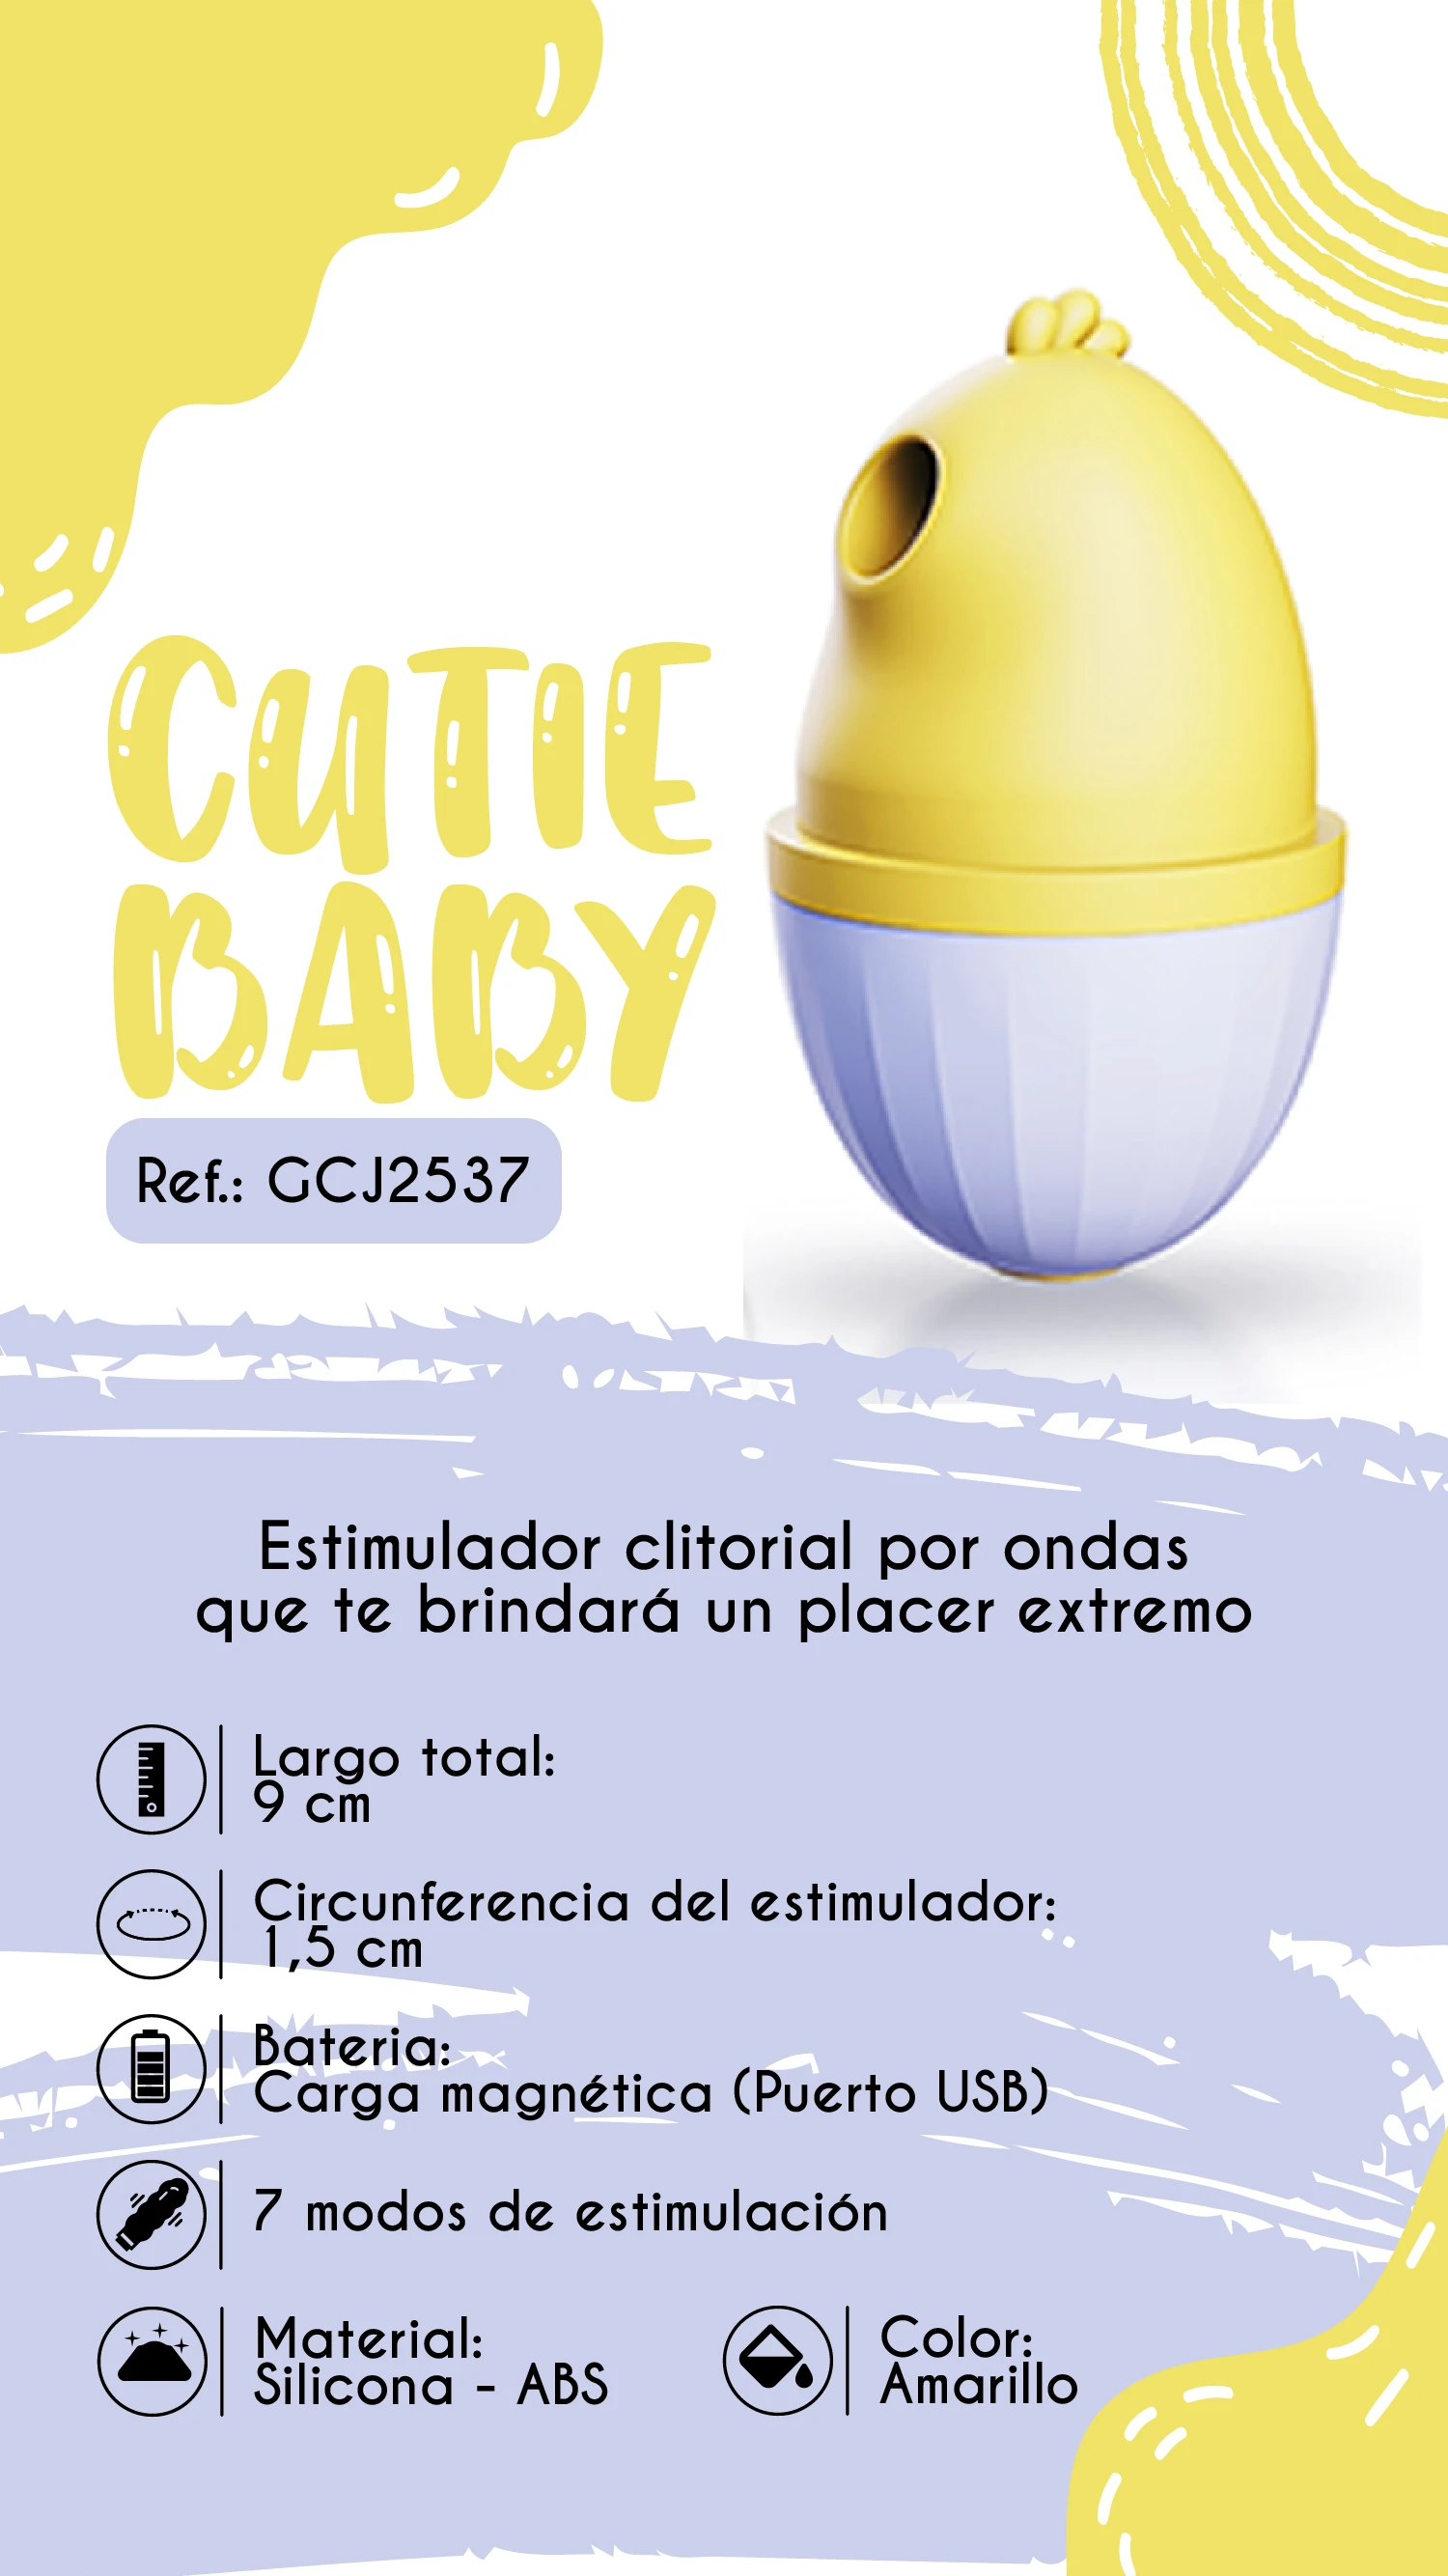 CUTIE
BABY
Ref.: GCJ2537
Estimulador clitorial por ondas
que te brindará un placer extremo
Largo total:
9 cm
Circunferencia del estimulador:
1,5 cm
Bateria:
Carga magnética (Puerto USB)
7 modos de estimulación
Material:
Silicona - ABS
Color:
Amarillo